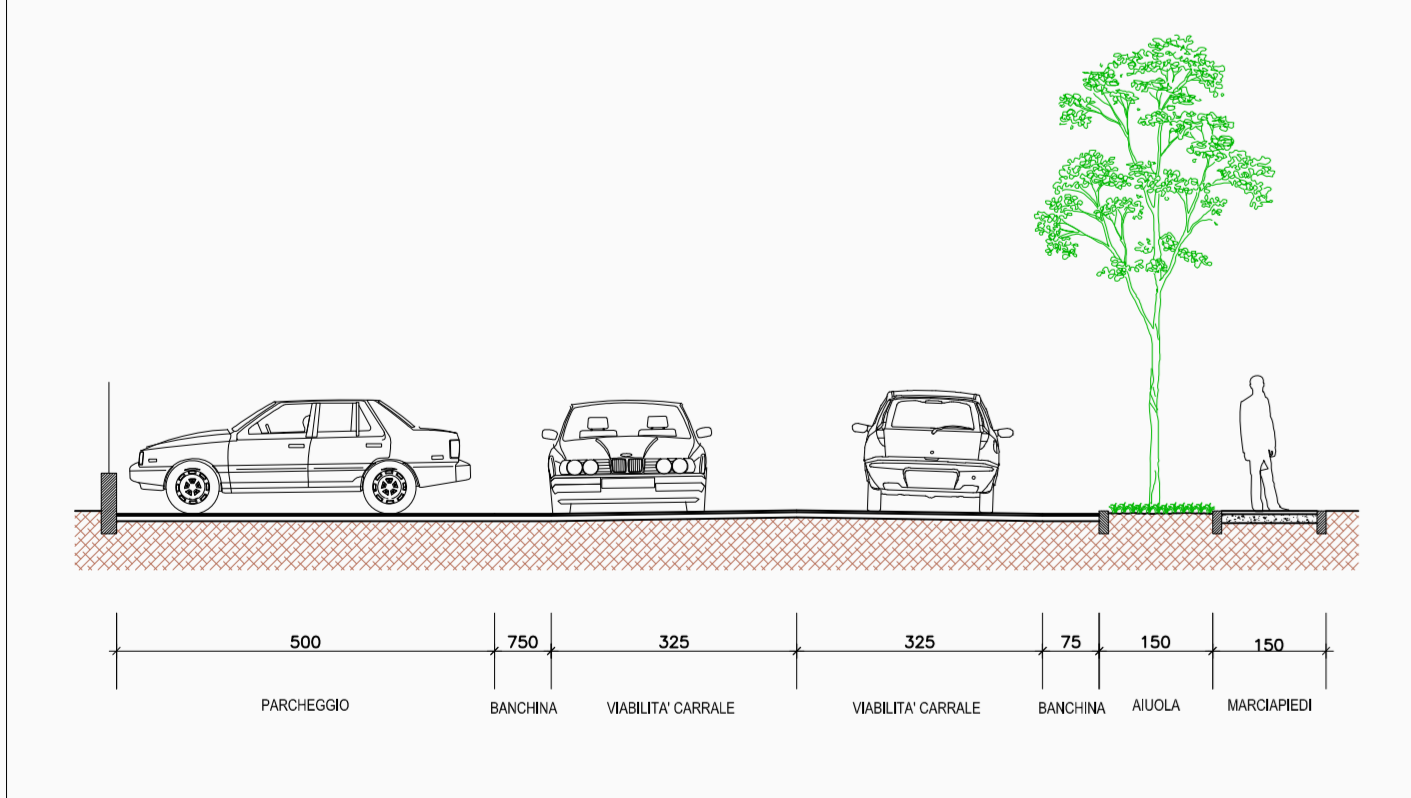 500 750 325 325 75 150 150
PARCHEGGIO BANCHINA VIABILITA' CARRALE VIABILITA' CARRALE BANCHINA AIUOLA MARCIAPIEDI